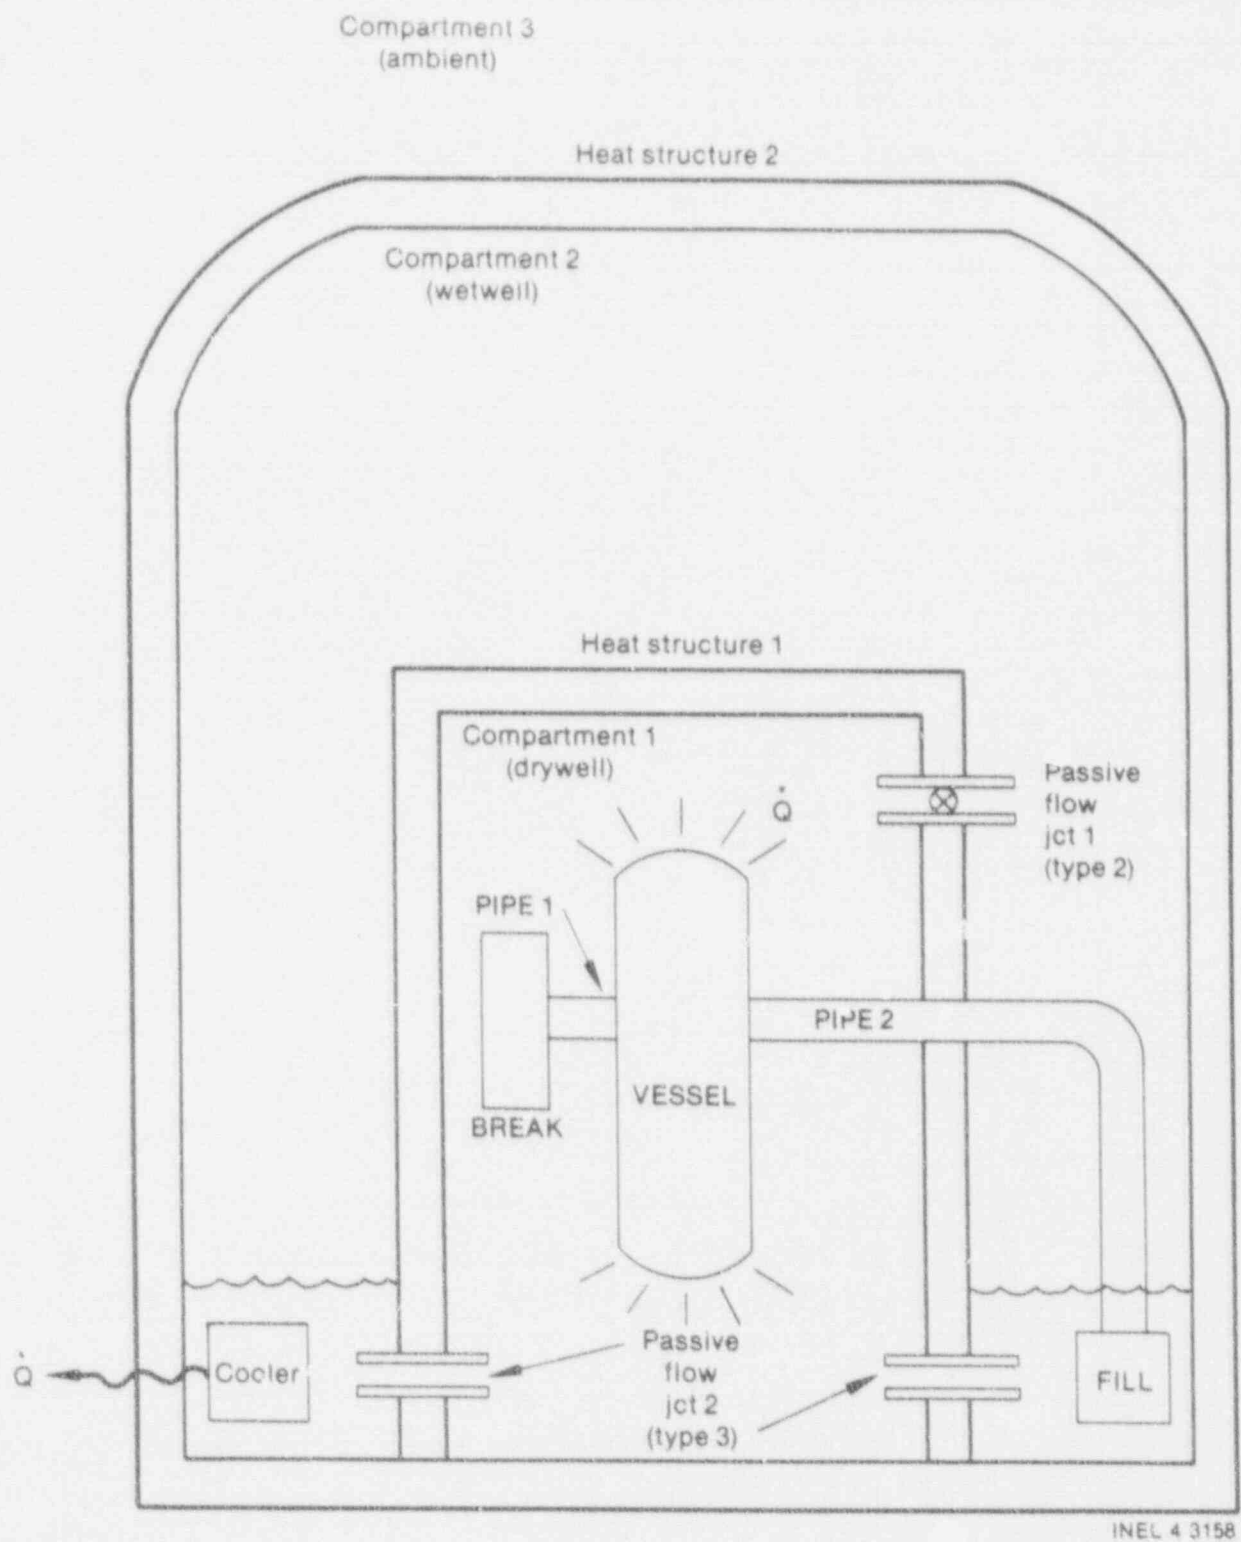 Compartment 3
(ambient)
Heat structure 2
Compartment 2
(wetwell)
Heat structure 1
Compartment 1
(drywell)
Q̇
Passive
flow
jct 1
(type 2)
PIPE 1
PIPE 2
VESSEL
BREAK
Passive
flow
jct 2
(type 3)
Q̇
Cooler
FILL
INEL 4 3158